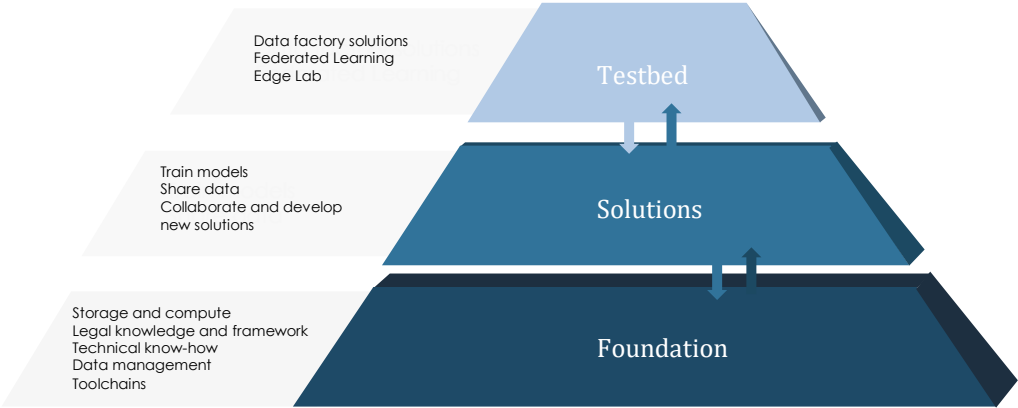 Data factory solutions
Federated Learning
Edge Lab
Testbed
Train models
Share data
Collaborate and develop
new solutions
Solutions
Storage and compute
Legal knowledge and framework
Technical know-how
Data management
Toolchains
Foundation